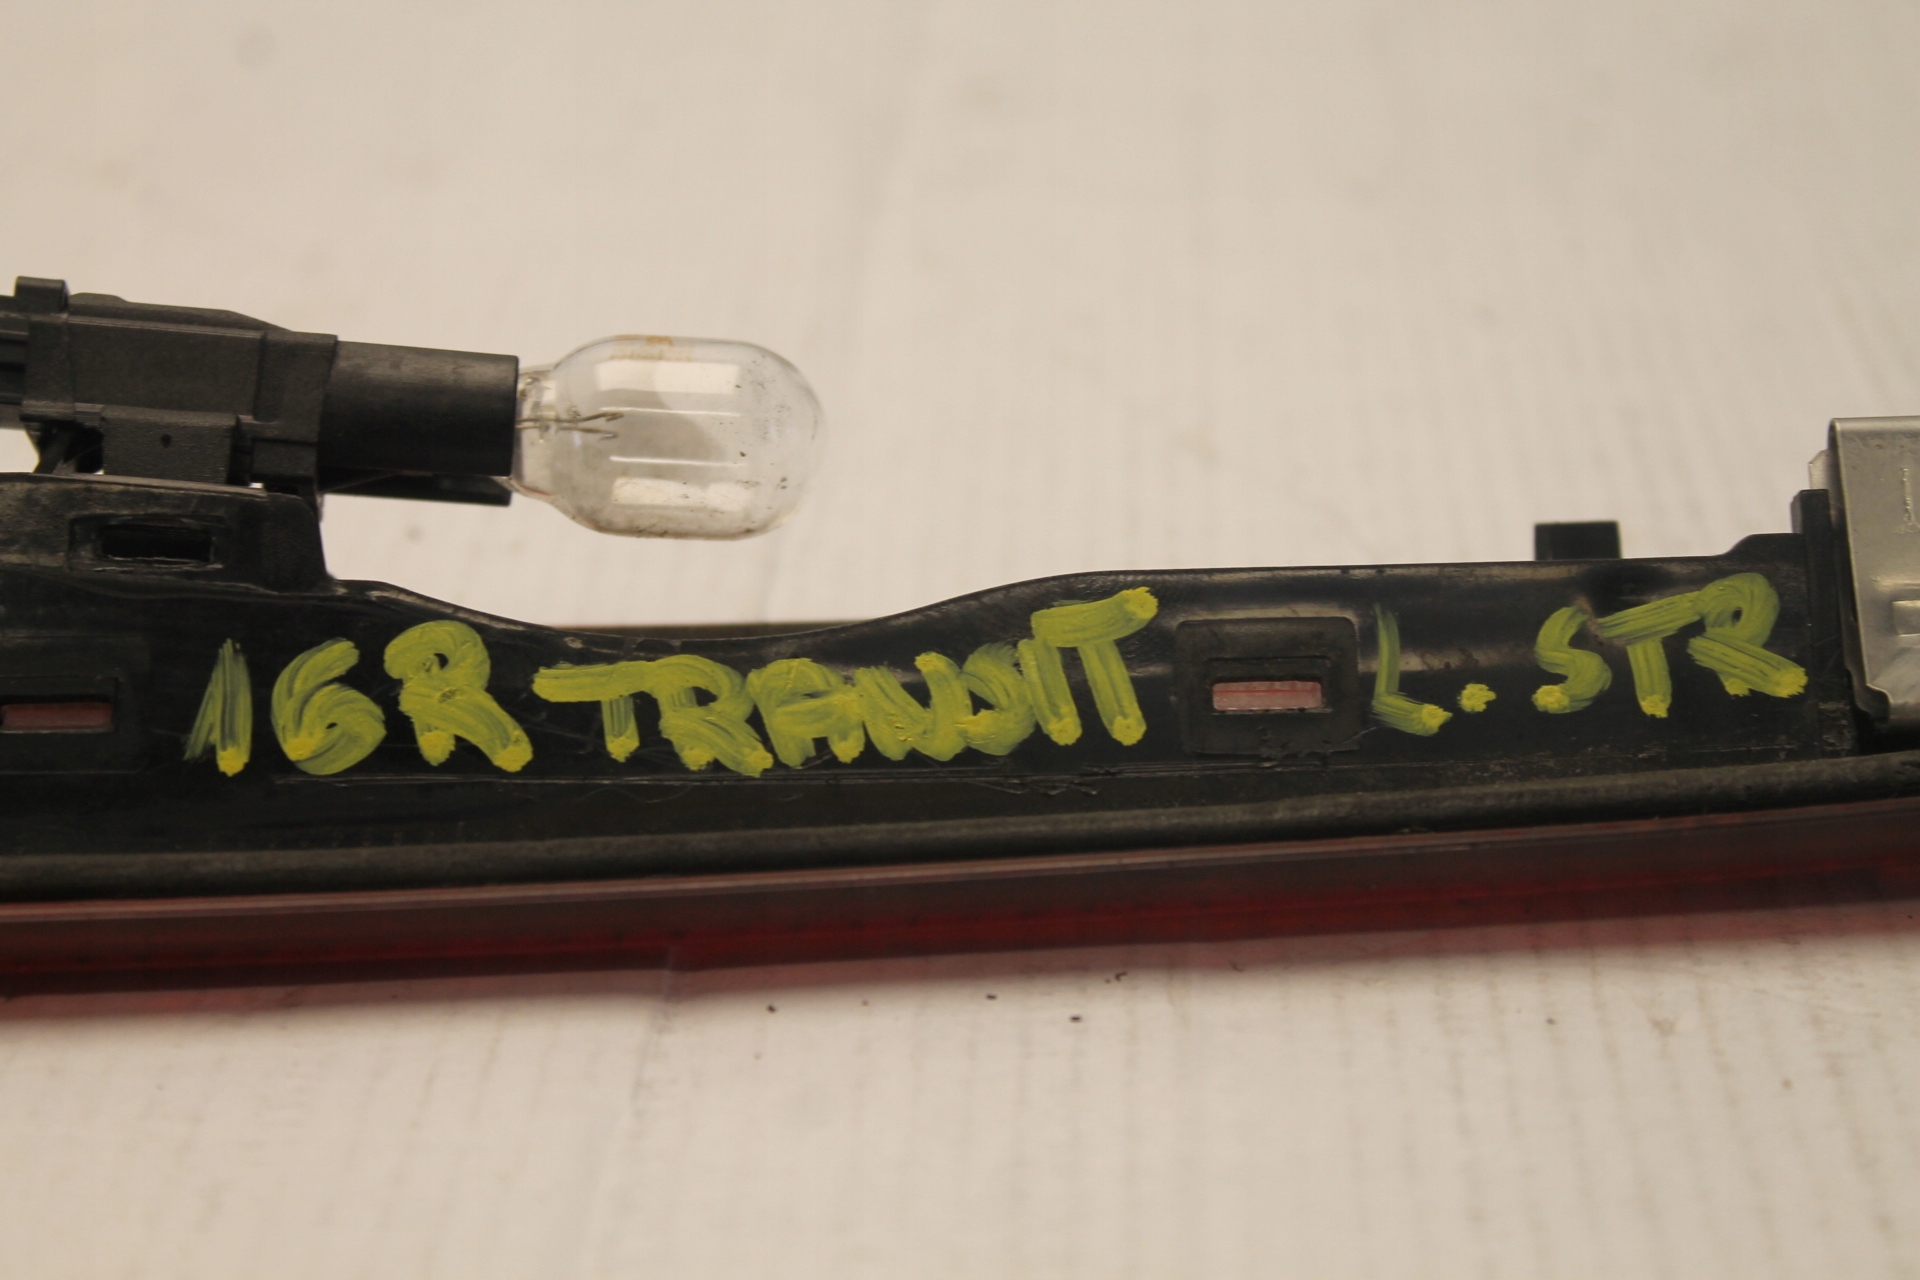 16R TRANSIT L. STR